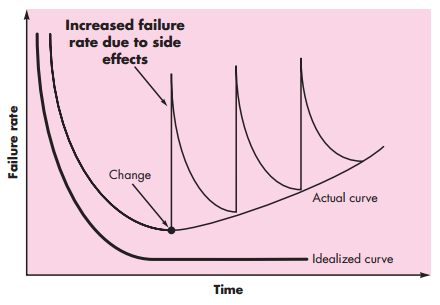 Increased failure
rate due to side
effects
Failure rate
Change
Actual curve
Idealized curve
Time